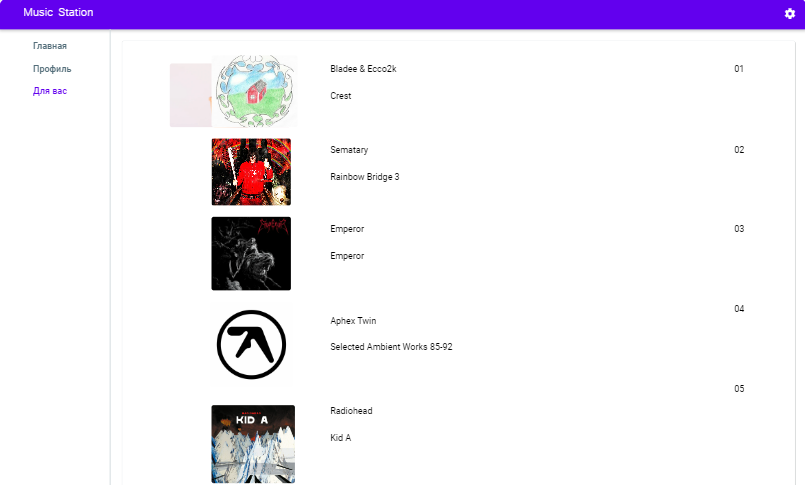 Music Station
Главная
Профиль
Для вас
Bladee & Ecco2k
01
Crest
Sematary
02
Rainbow Bridge 3
Emperor
03
Emperor
04
Aphex Twin
Selected Ambient Works 85-92
05
Radiohead
Kid A
KID A